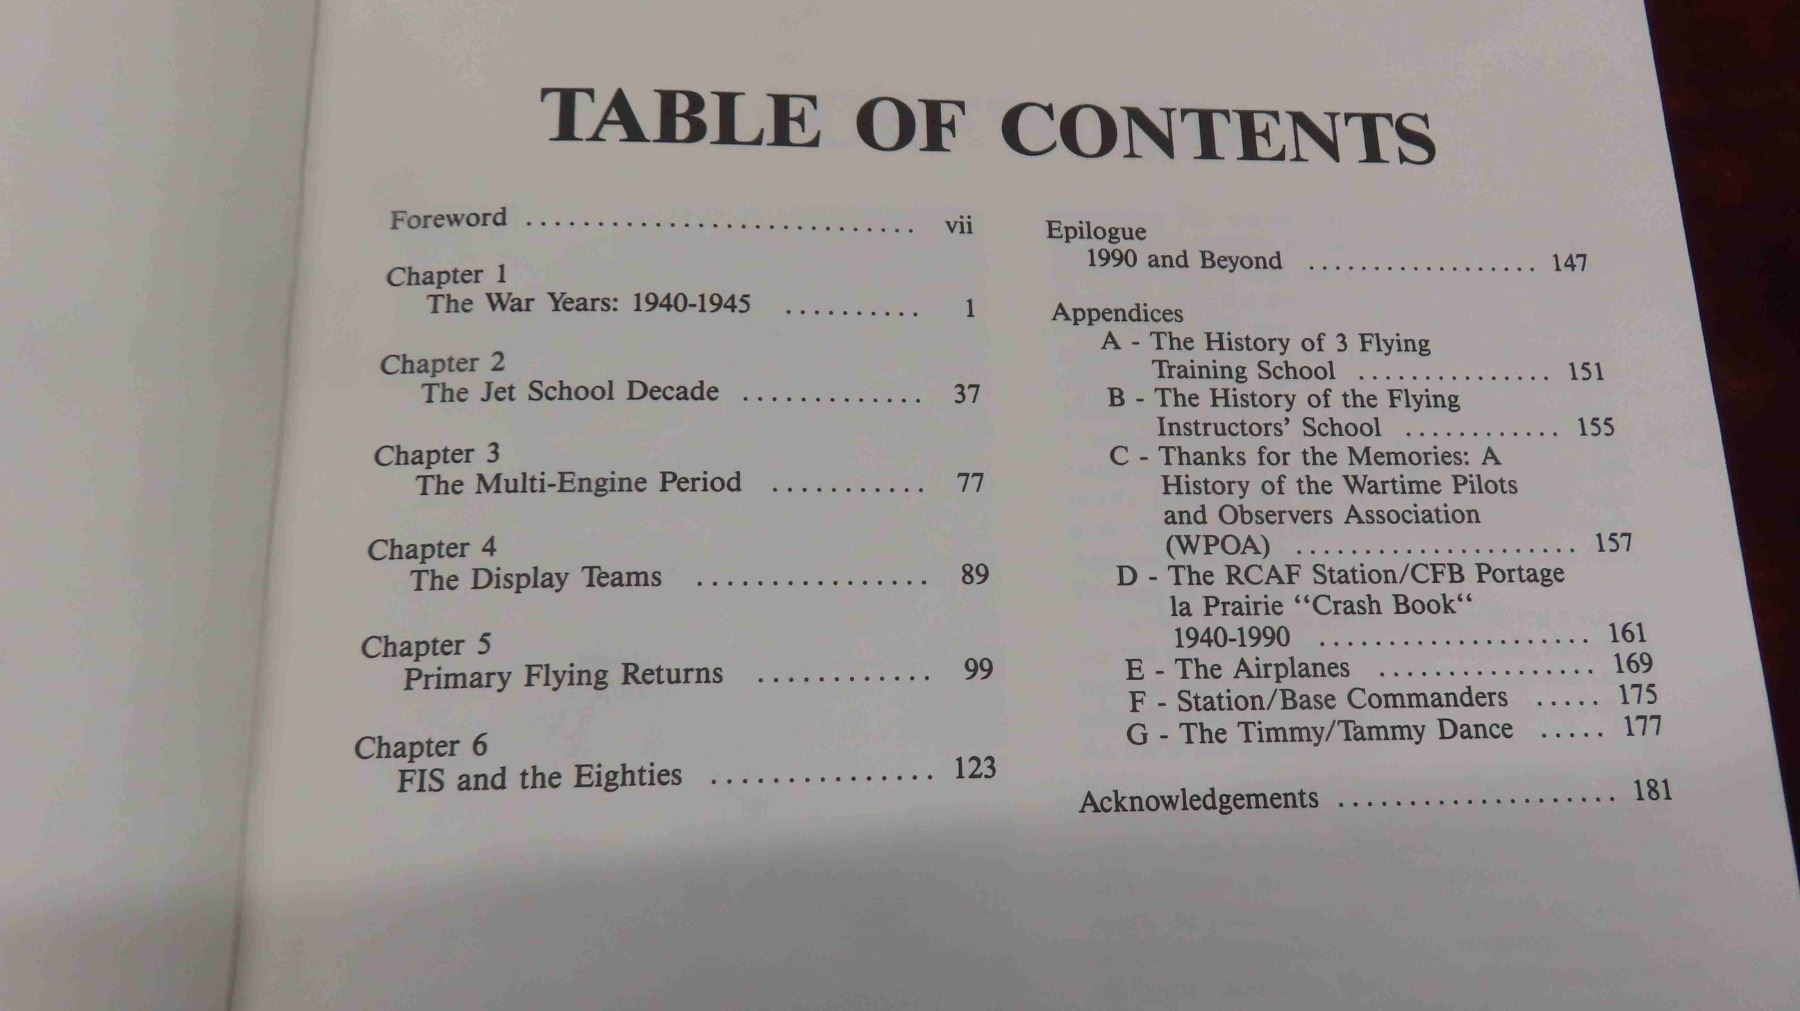 TABLE OF CONTENTS
Foreword ............................ vii
Chapter 1
The War Years: 1940-1945 .......... 1
Chapter 2
The Jet School Decade ............. 37
Chapter 3
The Multi-Engine Period ........... 77
Chapter 4
The Display Teams ................ 89
Chapter 5
Primary Flying Returns ............ 99
Chapter 6
FIS and the Eighties ............... 123
Epilogue
1990 and Beyond ................. 147
Appendices
A - The History of 3 Flying
Training School .............. 151
B - The History of the Flying
Instructors’ School ........... 155
C - Thanks for the Memories: A
History of the Wartime Pilots
and Observers Association
(WPOA) .................... 157
D - The RCAF Station/CFB Portage
la Prairie “Crash Book“
1940-1990 ................... 161
E - The Airplanes ................ 169
F - Station/Base Commanders ..... 175
G - The Timmy/Tammy Dance ..... 177
Acknowledgements .................... 181